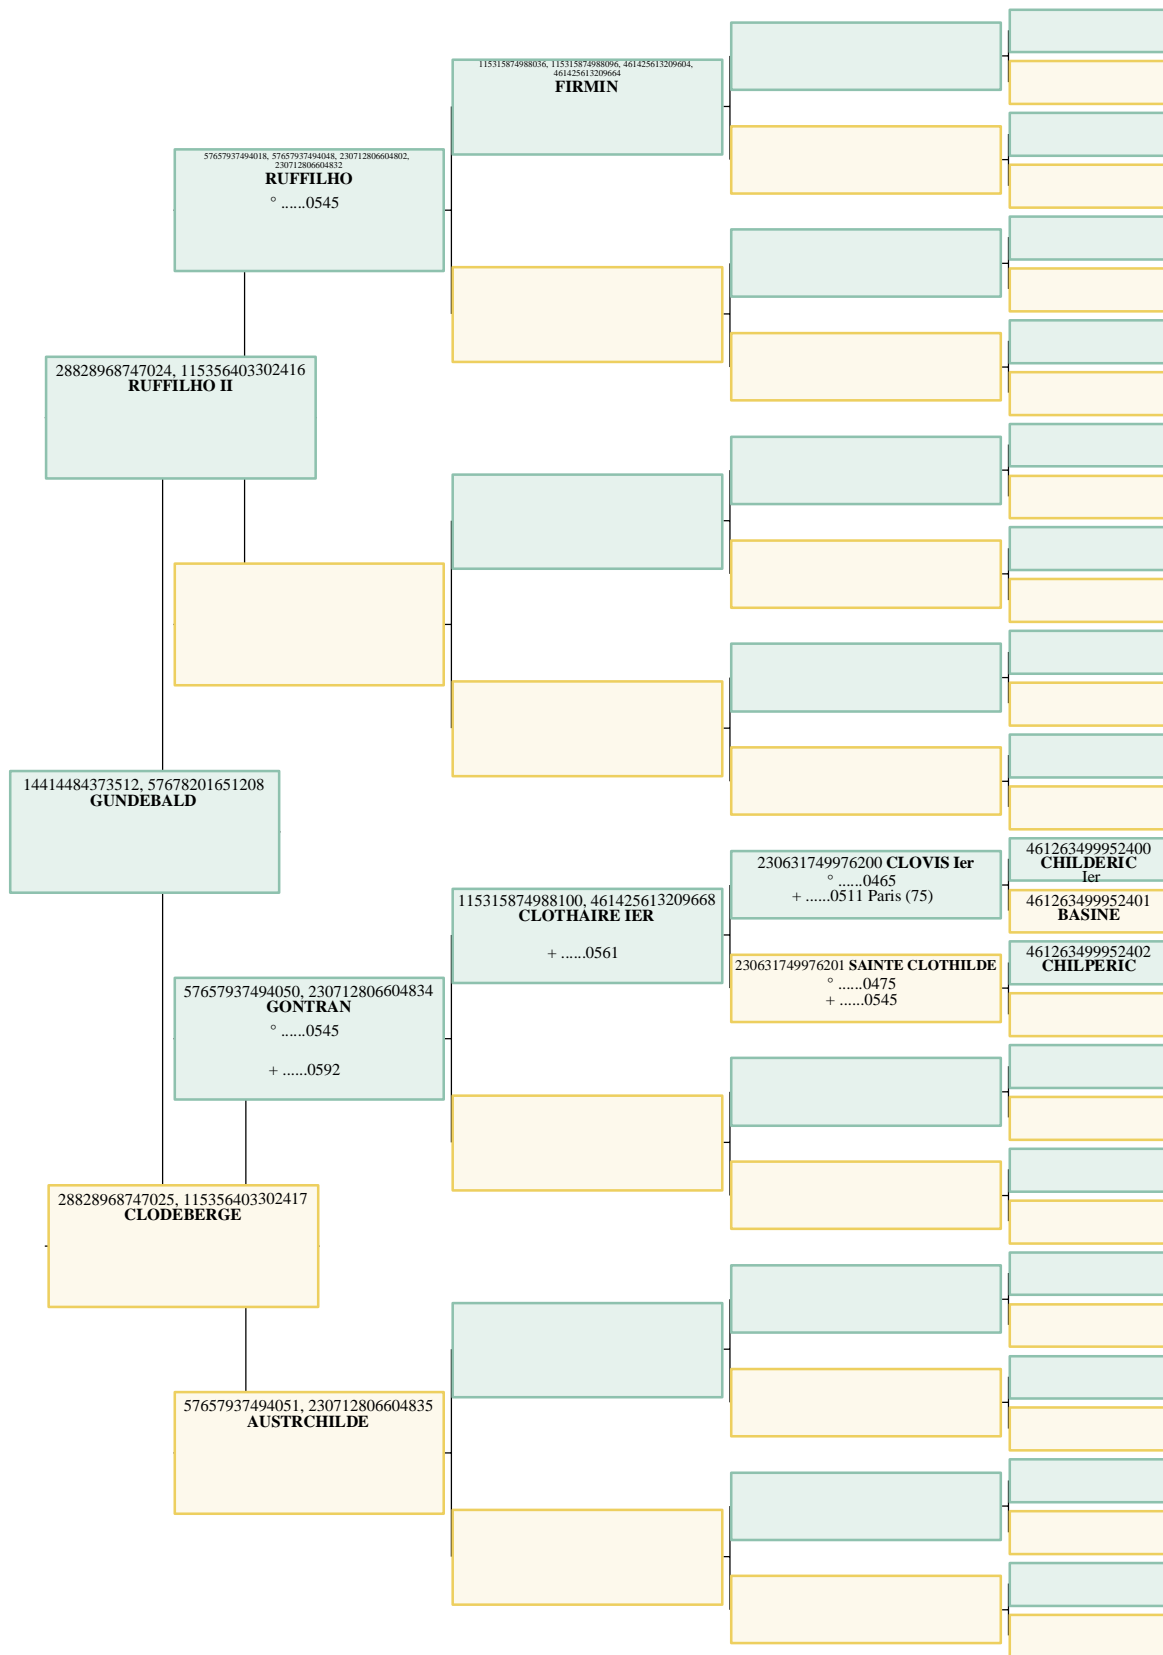 115315874988036, 115315874988096, 461425613209604,
461425613209664
FIRMIN
57657937494018, 57657937494048, 230712806604802,
230712806604832
RUFFILHO
° ......0545
28828968747024, 115356403302416
RUFFILHO II
14414484373512, 57678201651208
GUNDEBALD
230631749976200 CLOVIS Ier
° ......0465
+ ......0511 Paris (75)
461263499952400
CHILDERIC
Ier
461263499952401
BASINE
115315874988100, 461425613209668
CLOTHAIRE IER
+ ......0561
230631749976201 SAINTE CLOTHILDE
° ......0475
+ ......0545
461263499952402
CHILPERIC
57657937494050, 230712806604834
GONTRAN
° ......0545
+ ......0592
28828968747025, 115356403302417
CLODEBERGE
57657937494051, 230712806604835
AUSTRCHILDE